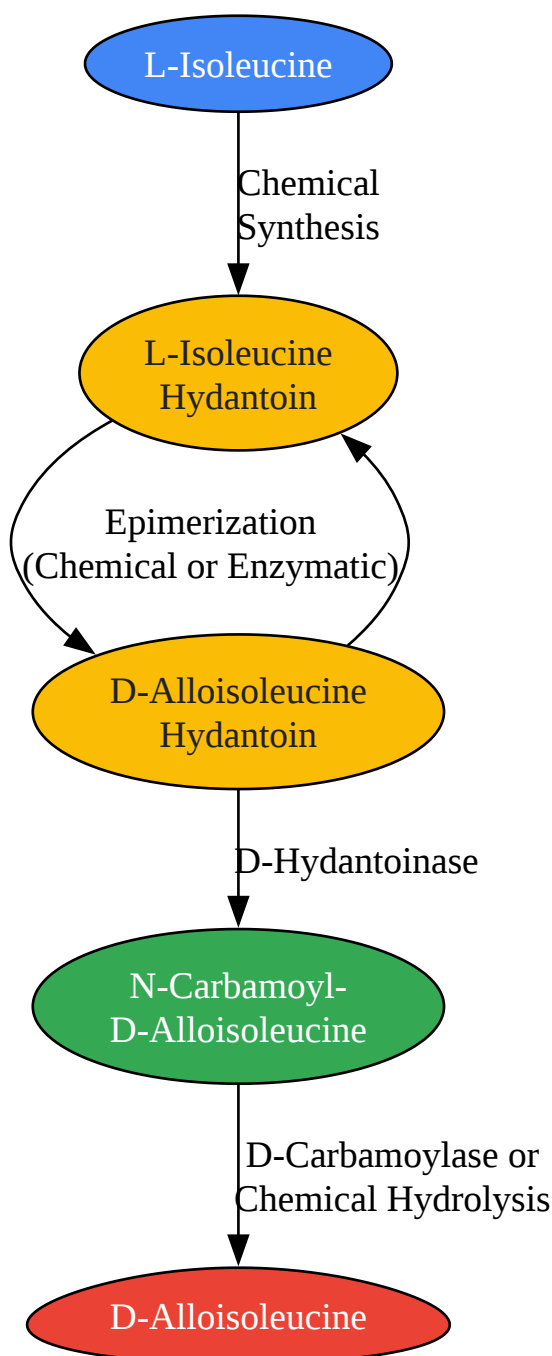 L-Isoleucine
Chemical
Synthesis
L-Isoleucine
Hydantoin
Epimerization
(Chemical or Enzymatic)
D-Alloisoleucine
Hydantoin
D-Hydantoinase
N-Carbamoyl-
D-Alloisoleucine
D-Carbamoylase or
Chemical Hydrolysis
D-Alloisoleucine